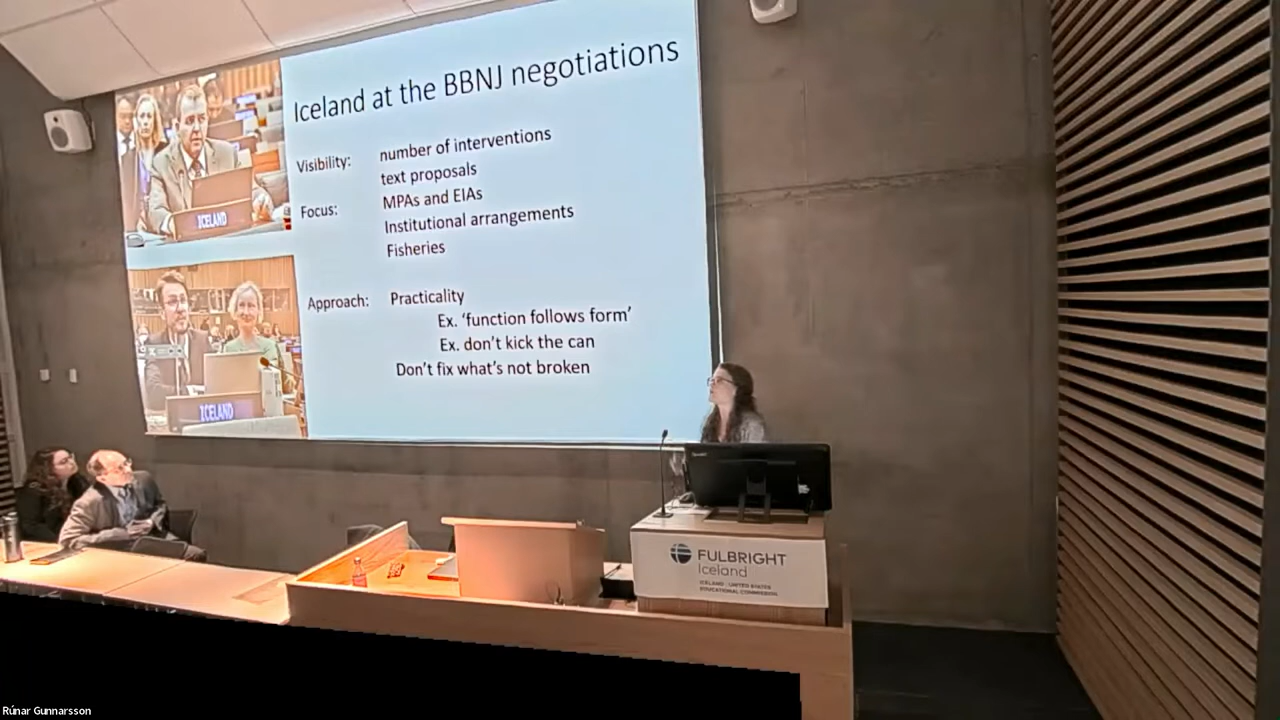 Iceland at the BBNJ negotiations
Visibility: number of interventions
text proposals
Focus: MPAs and EIAs
Institutional arrangements
Fisheries
Approach: Practicality
Ex. ‘function follows form’
Ex. don’t kick the can
Don’t fix what’s not broken
ICELAND
ICELAND
FULBRIGHT
Iceland
ICELAND - UNITED STATES
EDUCATIONAL COMMISSION
Rúnar Gunnarsson